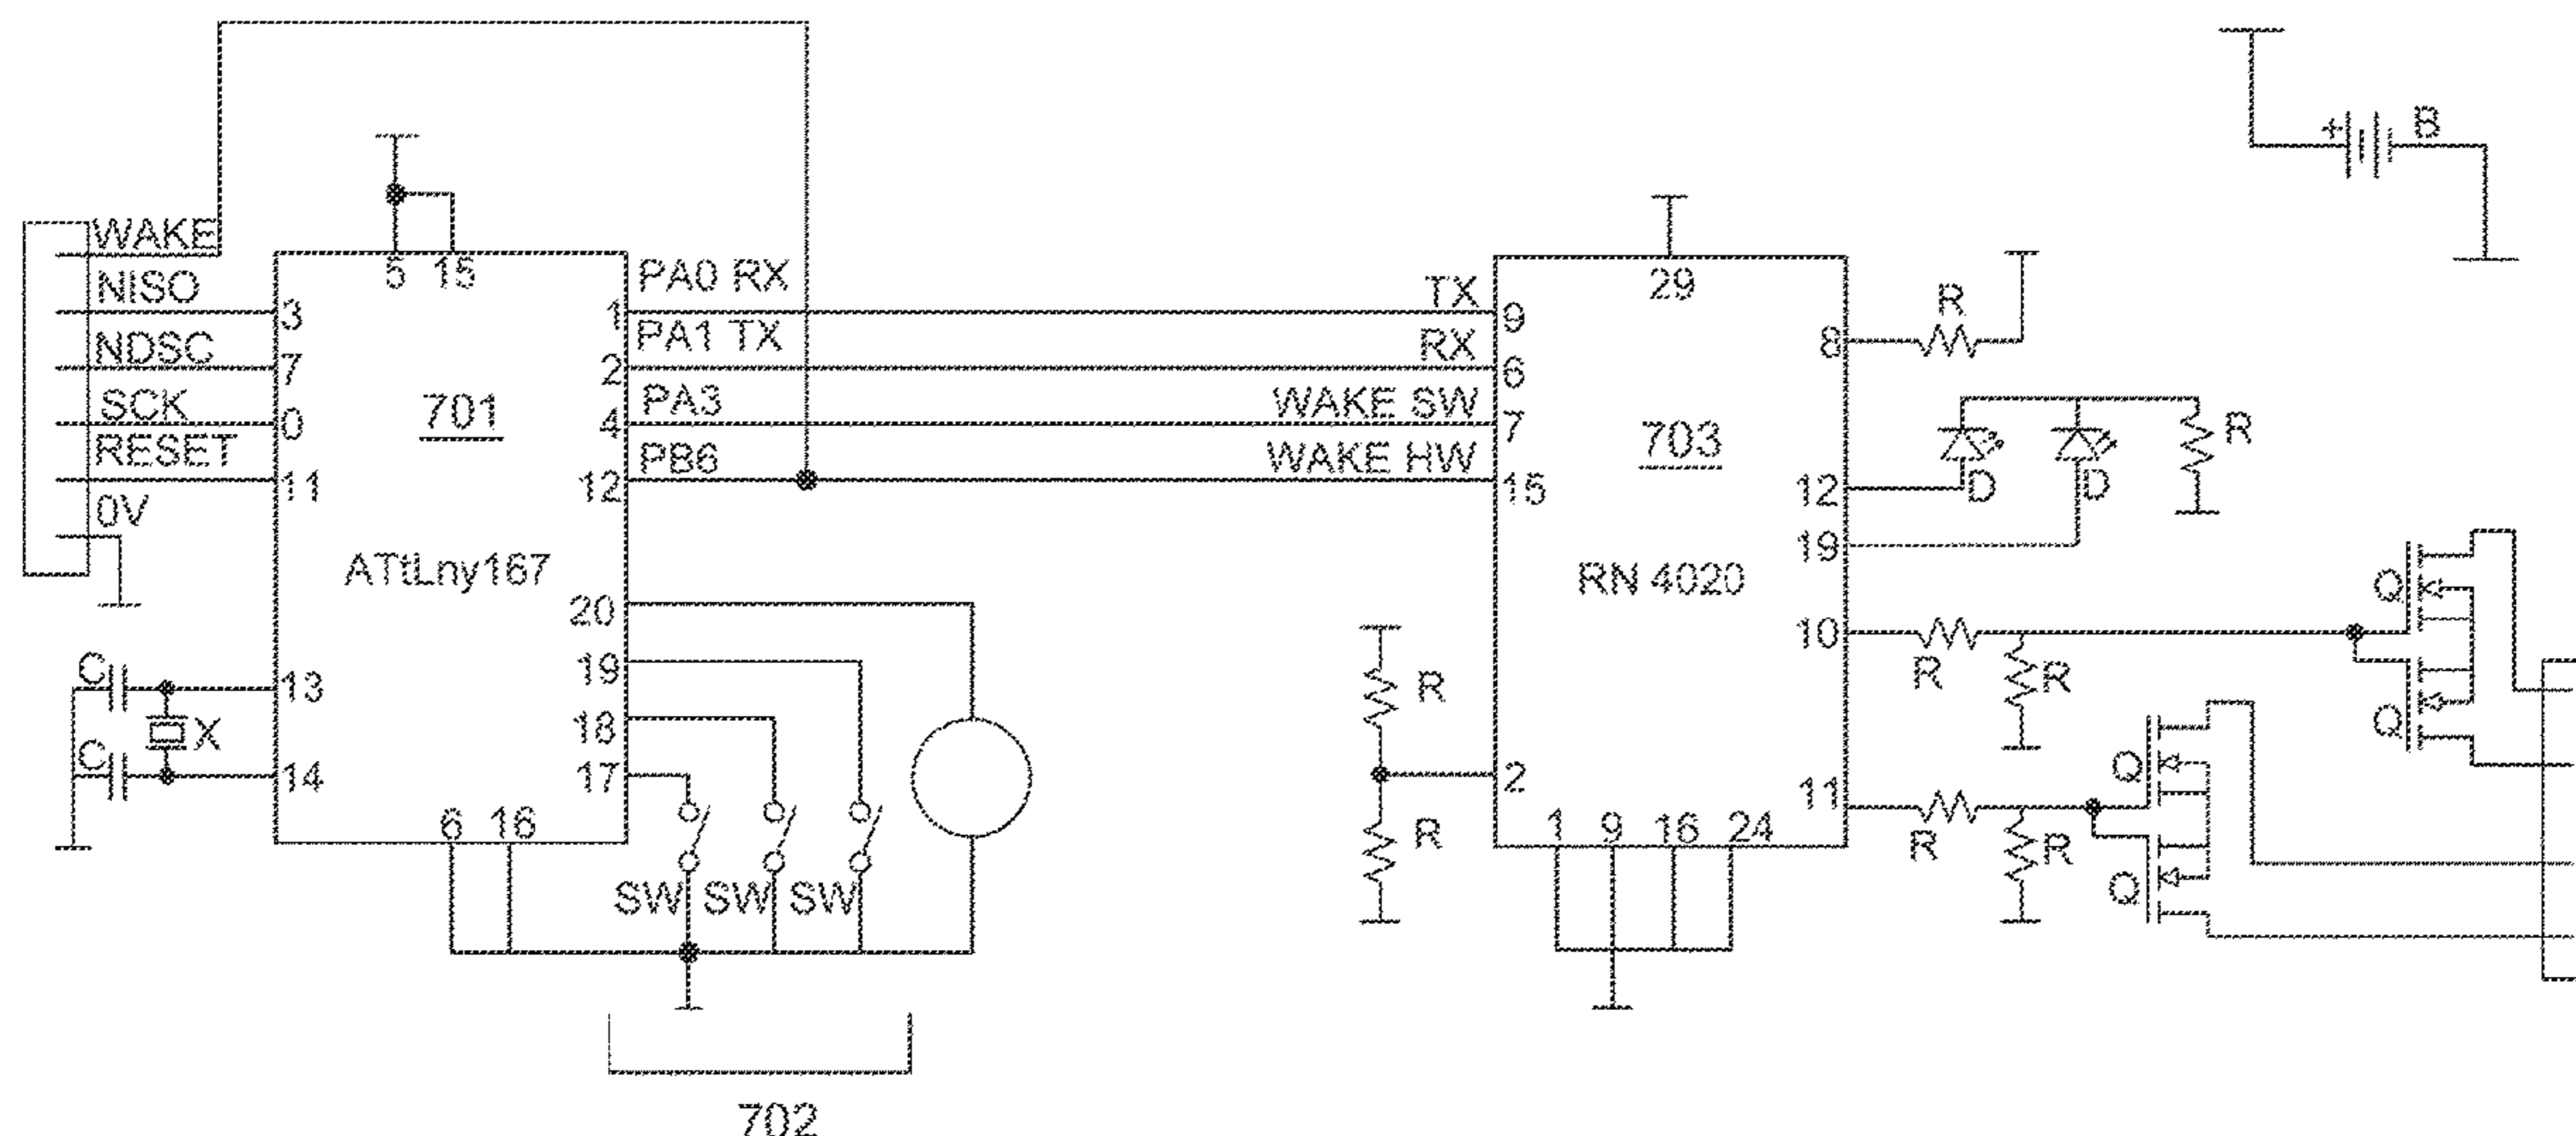 B
WAKE
NISO
NDSC
SCK
RESET
0V
3
7
0
11
13
14
5 15
701
ATtLny167
6 16
PA0 RX
1
PA1 TX
2
PA3
4
PB6
12
20
19
18
17
C
C
X
SW SW SW
702
TX
9
RX
6
WAKE SW
7
WAKE HW
15
29
703
RN 4020
2
1 9 16 24
R
R
8
12
19
10
11
R
D D
R
R
R
R
R
Q
Q
Q
Q